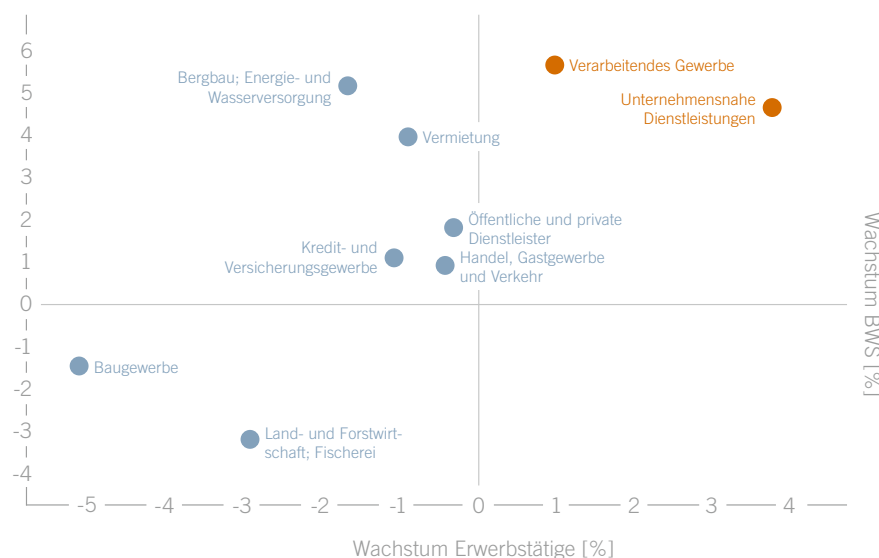 6
5
4
3
2
1
0
-1
-2
-3
-4
Verarbeitendes Gewerbe
Bergbau; Energie- und
Wasserversorgung
Unternehmensnahe
Dienstleistungen
Vermietung
Öffentliche und private
Dienstleister
Kredit- und
Versicherungsgewerbe
Handel, Gastgewerbe
und Verkehr
Baugewerbe
Land- und Forstwirt-
schaft; Fischerei
Wachstum BWS [%]
-5 -4 -3 -2 -1 0 1 2 3 4
Wachstum Erwerbstätige [%]